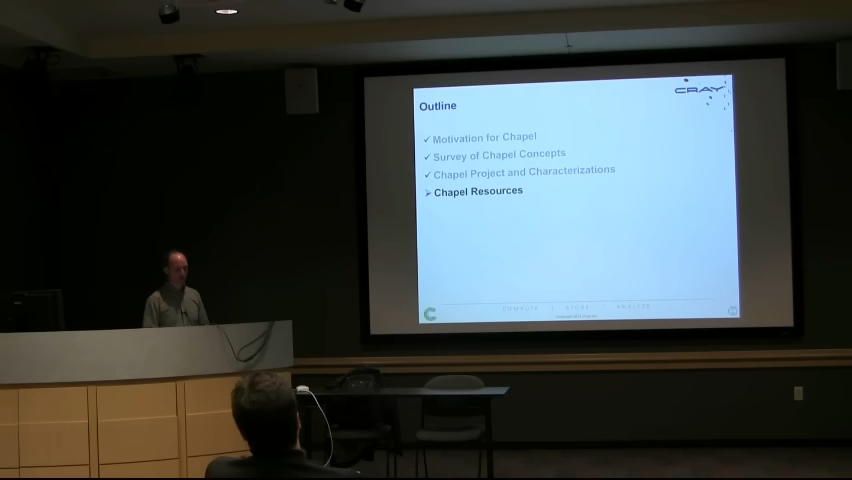 CRAY
Outline
✓ Motivation for Chapel
✓ Survey of Chapel Concepts
✓ Chapel Project and Characterizations
➢ Chapel Resources
COMPUTE | STORE | ANALYZE